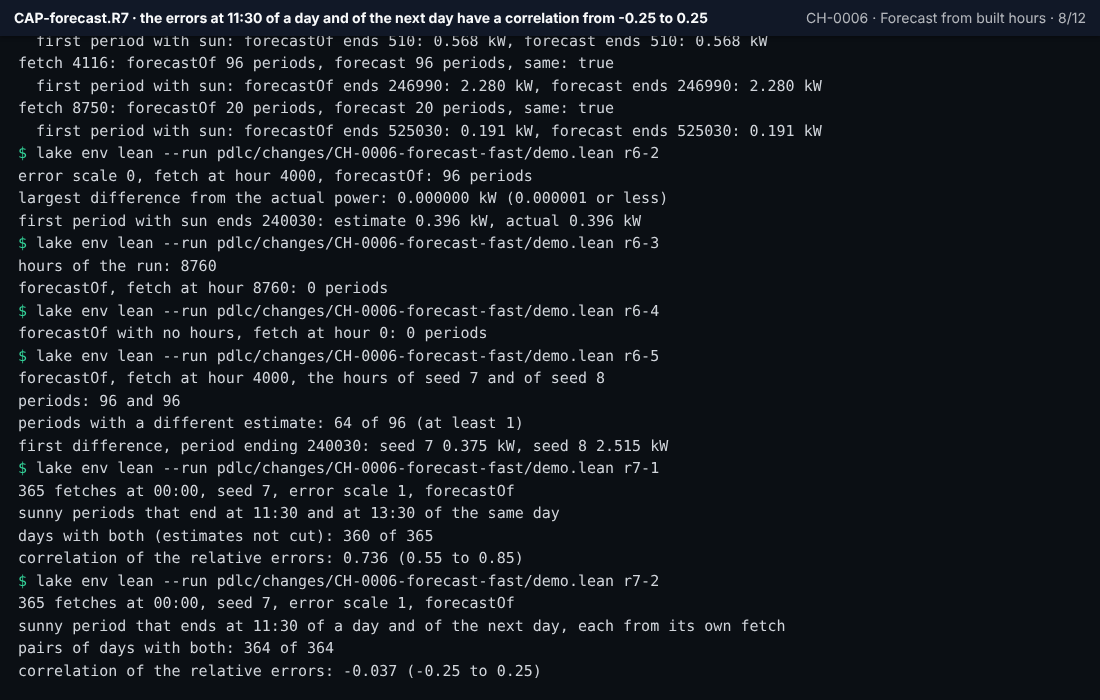 CAP-forecast.R7 · the errors at 11:30 of a day and of the next day have a correlation from -0.25 to 0.25
CH-0006 · Forecast from built hours · 8/12
first period with sun: forecastOf ends 510: 0.568 kW, forecast ends 510: 0.568 kW
fetch 4116: forecastOf 96 periods, forecast 96 periods, same: true
first period with sun: forecastOf ends 246990: 2.280 kW, forecast ends 246990: 2.280 kW
fetch 8750: forecastOf 20 periods, forecast 20 periods, same: true
first period with sun: forecastOf ends 525030: 0.191 kW, forecast ends 525030: 0.191 kW
$ lake env lean --run pdlc/changes/CH-0006-forecast-fast/demo.lean r6-2
error scale 0, fetch at hour 4000, forecastOf: 96 periods
largest difference from the actual power: 0.000000 kW (0.000001 or less)
first period with sun ends 240030: estimate 0.396 kW, actual 0.396 kW
$ lake env lean --run pdlc/changes/CH-0006-forecast-fast/demo.lean r6-3
hours of the run: 8760
forecastOf, fetch at hour 8760: 0 periods
$ lake env lean --run pdlc/changes/CH-0006-forecast-fast/demo.lean r6-4
forecastOf with no hours, fetch at hour 0: 0 periods
$ lake env lean --run pdlc/changes/CH-0006-forecast-fast/demo.lean r6-5
forecastOf, fetch at hour 4000, the hours of seed 7 and of seed 8
periods: 96 and 96
periods with a different estimate: 64 of 96 (at least 1)
first difference, period ending 240030: seed 7 0.375 kW, seed 8 2.515 kW
$ lake env lean --run pdlc/changes/CH-0006-forecast-fast/demo.lean r7-1
365 fetches at 00:00, seed 7, error scale 1, forecastOf
sunny periods that end at 11:30 and at 13:30 of the same day
days with both (estimates not cut): 360 of 365
correlation of the relative errors: 0.736 (0.55 to 0.85)
$ lake env lean --run pdlc/changes/CH-0006-forecast-fast/demo.lean r7-2
365 fetches at 00:00, seed 7, error scale 1, forecastOf
sunny period that ends at 11:30 of a day and of the next day, each from its own fetch
pairs of days with both: 364 of 364
correlation of the relative errors: -0.037 (-0.25 to 0.25)